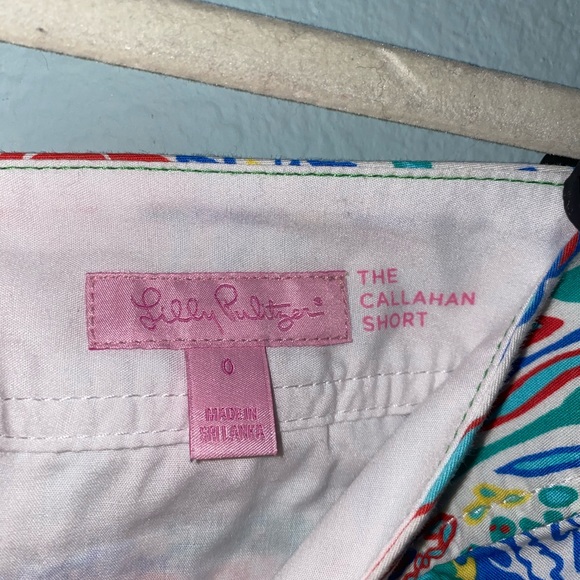 Lilly Pulitzer®
THE
CALLAHAN
SHORT
0
MADE IN
SRI LANKA